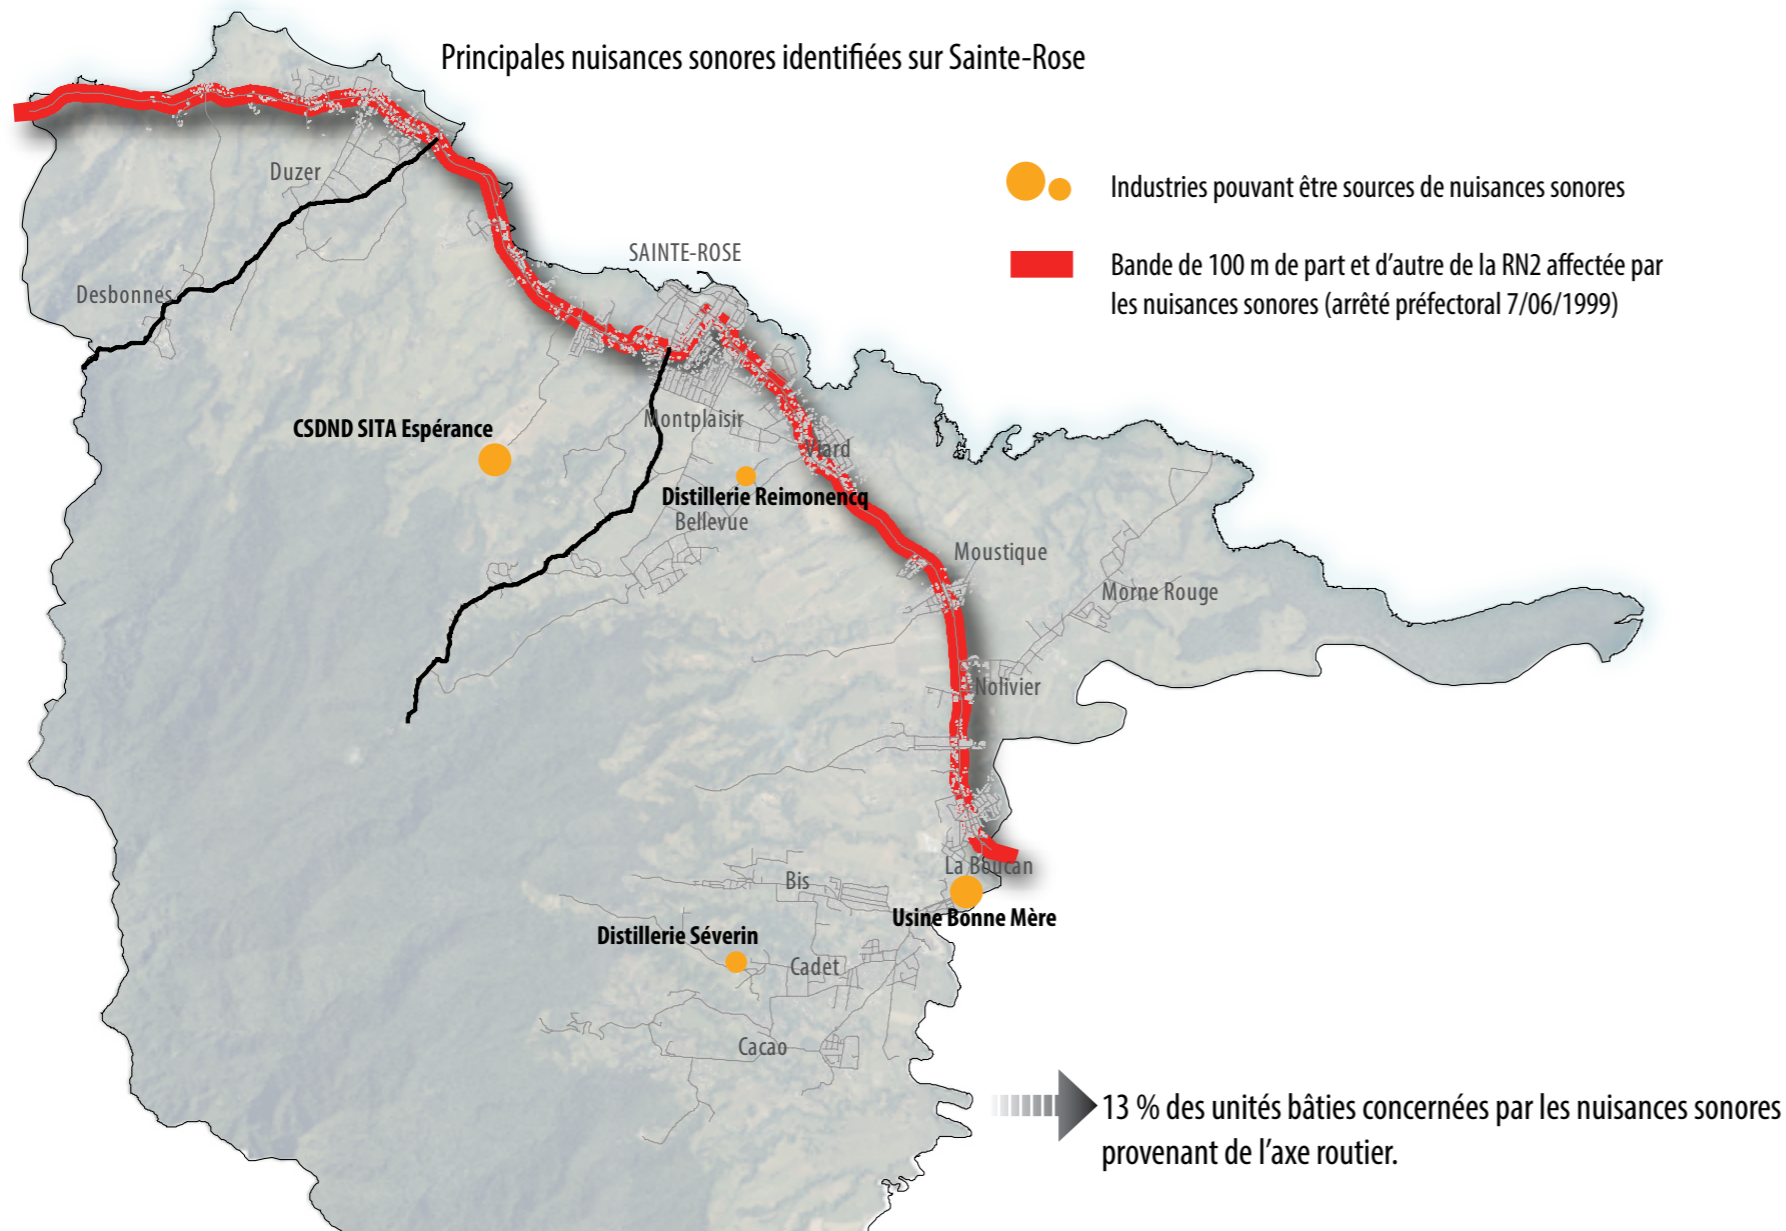 Principales nuisances sonores identifiées sur Sainte-Rose
Industries pouvant être sources de nuisances sonores
Bande de 100 m de part et d'autre de la RN2 affectée par
les nuisances sonores (arrêté préfectoral 7/06/1999)
Duzer
SAINTE-ROSE
Desbonnes
CSDND SITA Espérance
Montplaisir
Viard
Distillerie Reimonencq
Bellevue
Moustique
Morne Rouge
Nolivier
La Boucan
Bis
Usine Bonne Mère
Distillerie Séverin
Cadet
Cacao
13 % des unités bâties concernées par les nuisances sonores
provenant de l'axe routier.